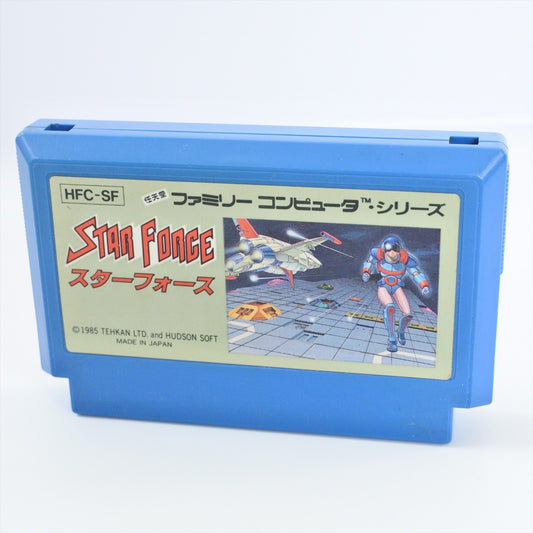 HFC-SF
任天堂 ファミリー コンピュータ™・シリーズ
STAR FORCE
スターフォース
©1985 TEHKAN LTD. and HUDSON SOFT
MADE IN JAPAN